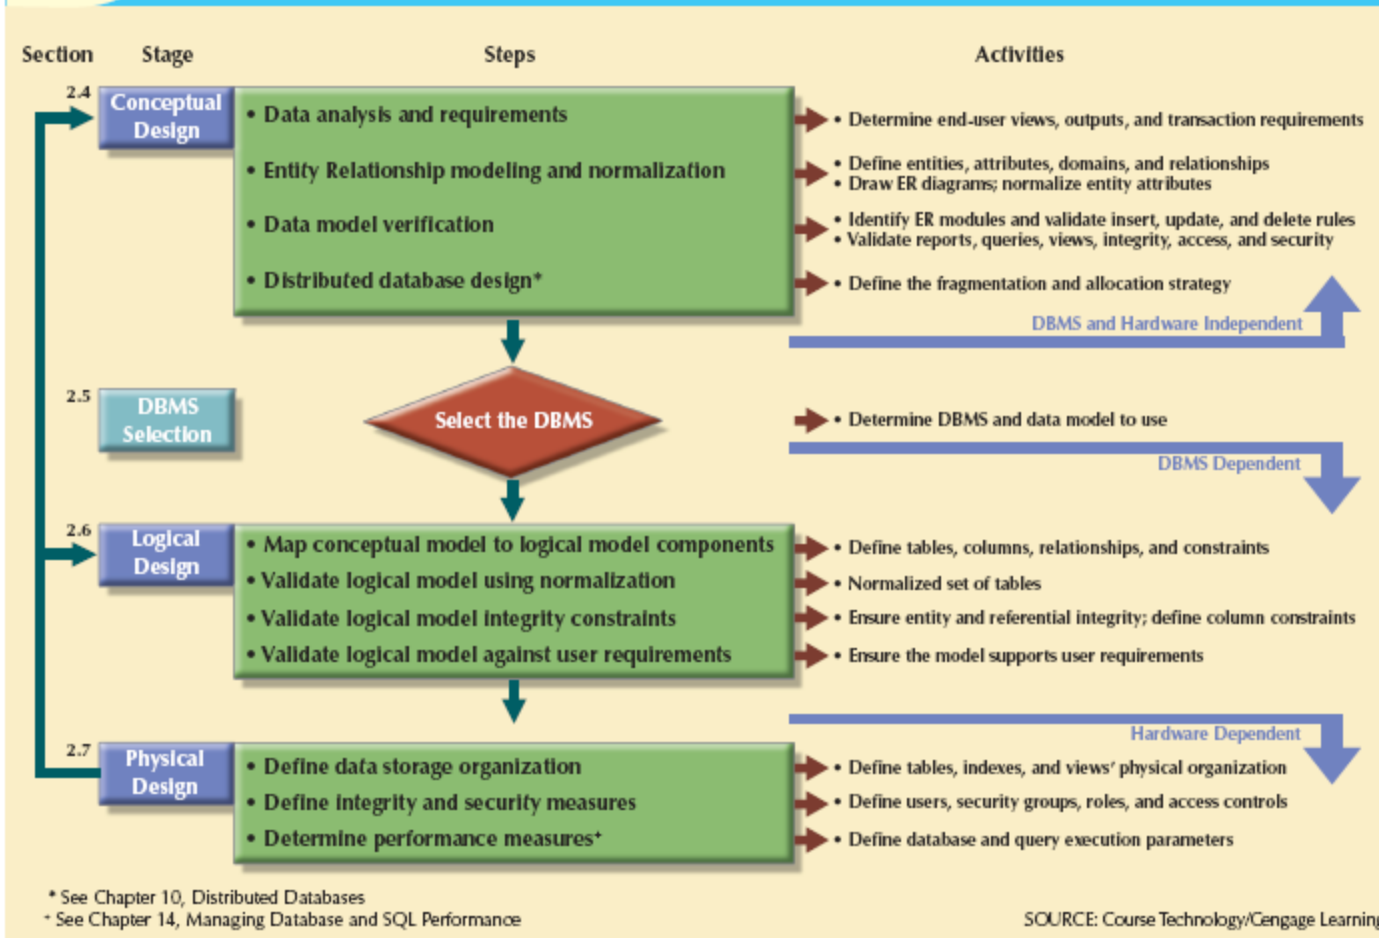 Section Stage Steps Activities
2.4
Conceptual
Design
• Data analysis and requirements
• Determine end-user views, outputs, and transaction requirements
• Entity Relationship modeling and normalization
• Define entities, attributes, domains, and relationships
• Draw ER diagrams; normalize entity attributes
• Data model verification
• Identify ER modules and validate insert, update, and delete rules
• Validate reports, queries, views, integrity, access, and security
• Distributed database design*
• Define the fragmentation and allocation strategy
DBMS and Hardware Independent
2.5
DBMS
Selection
Select the DBMS
• Determine DBMS and data model to use
DBMS Dependent
2.6
Logical
Design
• Map conceptual model to logical model components
• Define tables, columns, relationships, and constraints
• Validate logical model using normalization
• Normalized set of tables
• Validate logical model integrity constraints
• Ensure entity and referential integrity; define column constraints
• Validate logical model against user requirements
• Ensure the model supports user requirements
Hardware Dependent
2.7
Physical
Design
• Define data storage organization
• Define tables, indexes, and views' physical organization
• Define integrity and security measures
• Define users, security groups, roles, and access controls
• Determine performance measures+
• Define database and query execution parameters
* See Chapter 10, Distributed Databases
+ See Chapter 14, Managing Database and SQL Performance
SOURCE: Course Technology/Cengage Learning